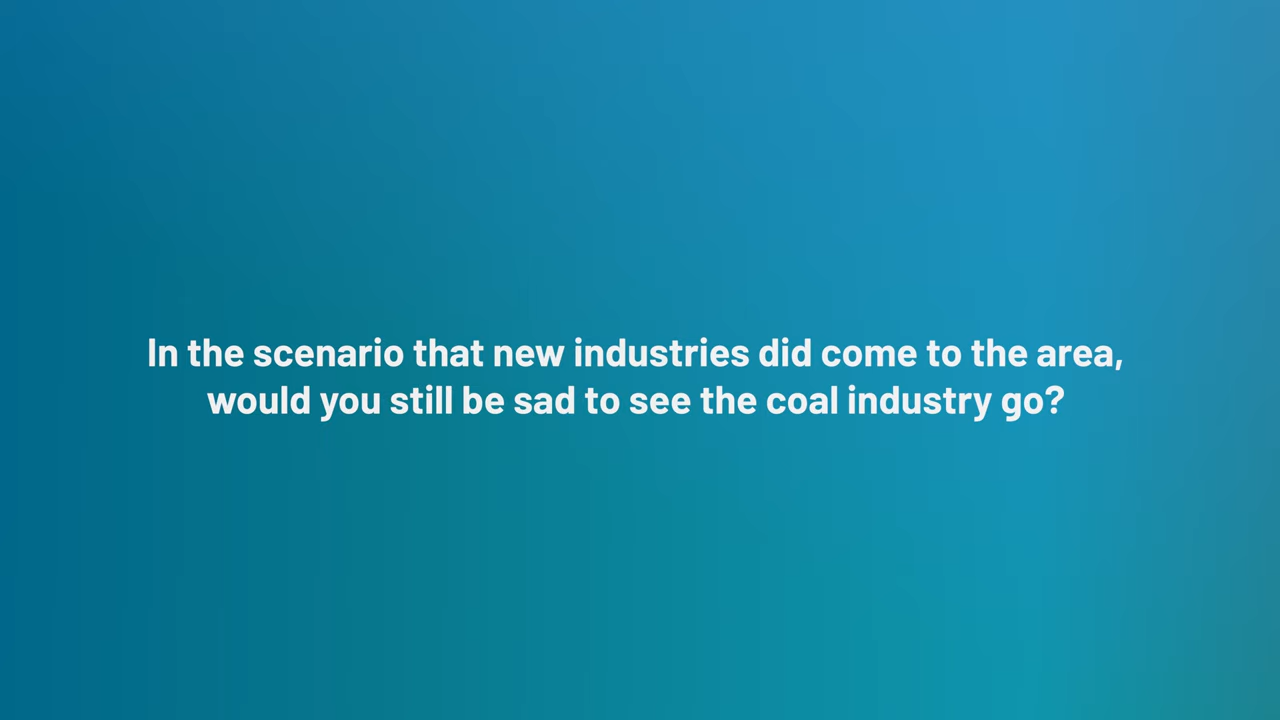 In the scenario that new industries did come to the area,
would you still be sad to see the coal industry go?